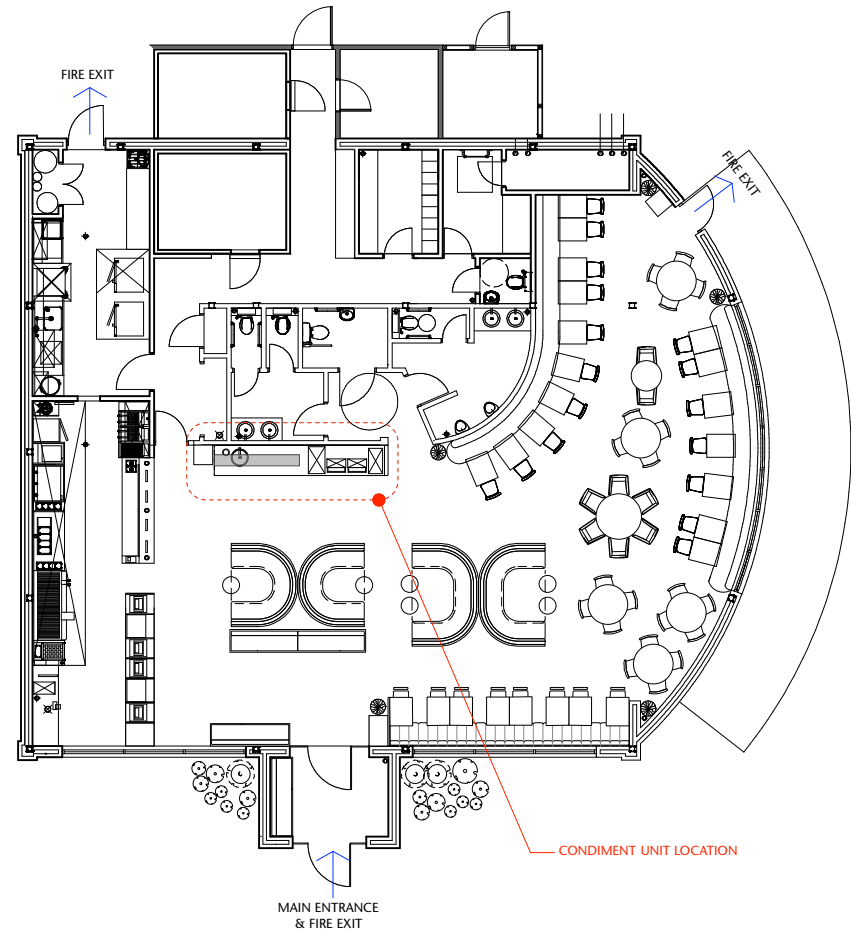 FIRE EXIT
FIRE EXIT
CONDIMENT UNIT LOCATION
MAIN ENTRANCE
& FIRE EXIT